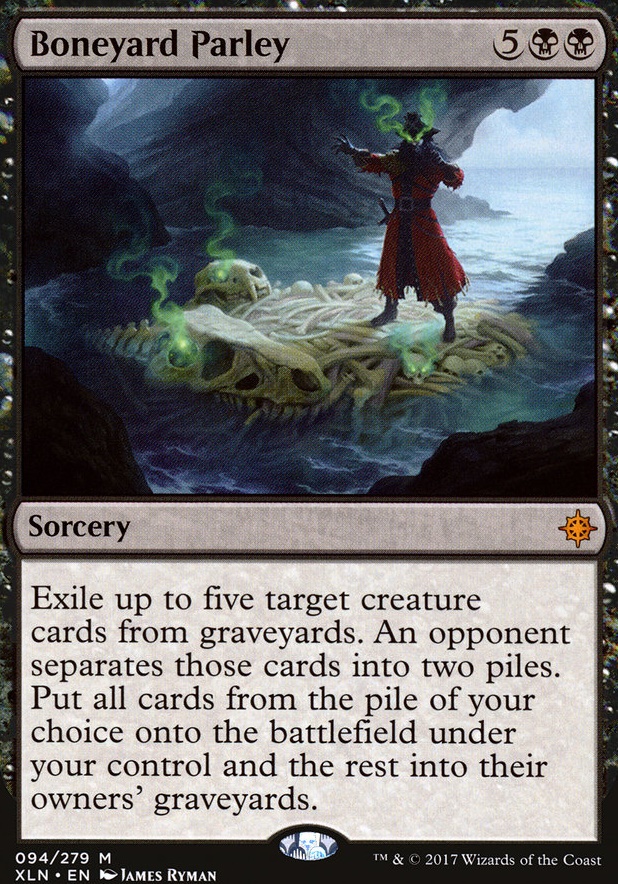 Boneyard Parley
5
Sorcery
Exile up to five target creature
cards from graveyards. An opponent
separates those cards into two piles.
Put all cards from the pile of your
choice onto the battlefield under
your control and the rest into their
owners' graveyards.
094/279 M
XLN • EN James Ryman
™ & © 2017 Wizards of the Coast